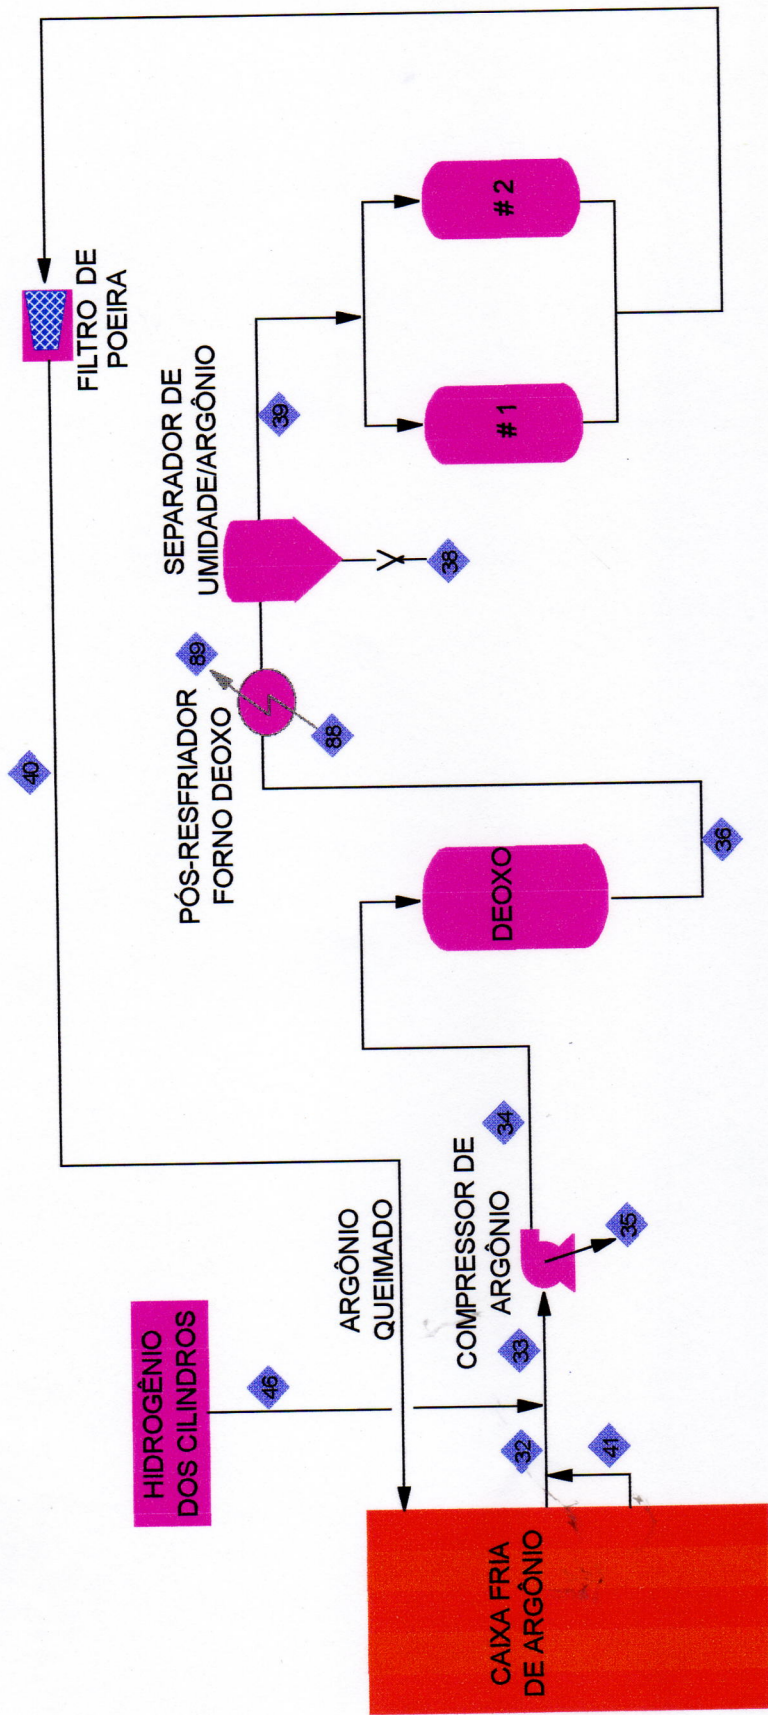 FILTRO DE
POEIRA
40
SEPARADOR DE
UMIDADE/ARGÔNIO
39
# 2
# 1
38
PÓS-RESFRIADOR
FORNO DEOXO
89
88
DEOXO
36
34
COMPRESSOR DE
ARGÔNIO
35
33
ARGÔNIO
QUEIMADO
HIDROGÊNIO
DOS CILINDROS
46
32
41
CAIXA FRIA
DE ARGÔNIO